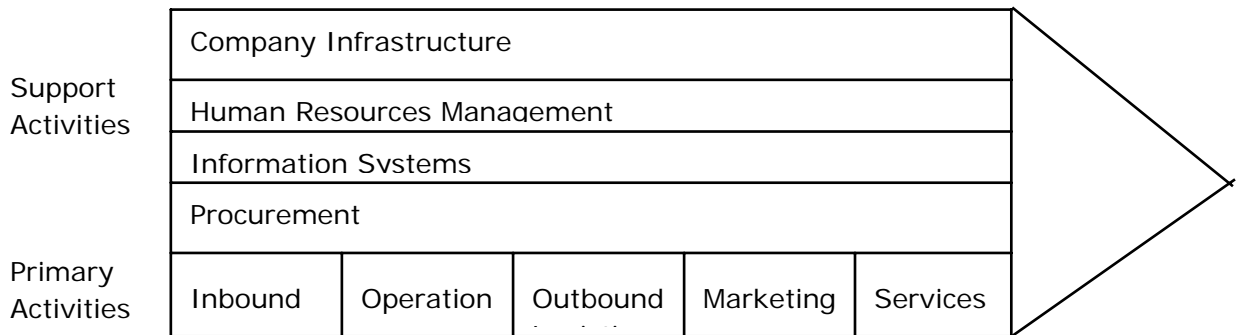 Company Infrastructure
Support
Activities
Human Resources Management
Information Systems
Procurement
Primary
Activities
Inbound
Operation
Outbound
Marketing
Services